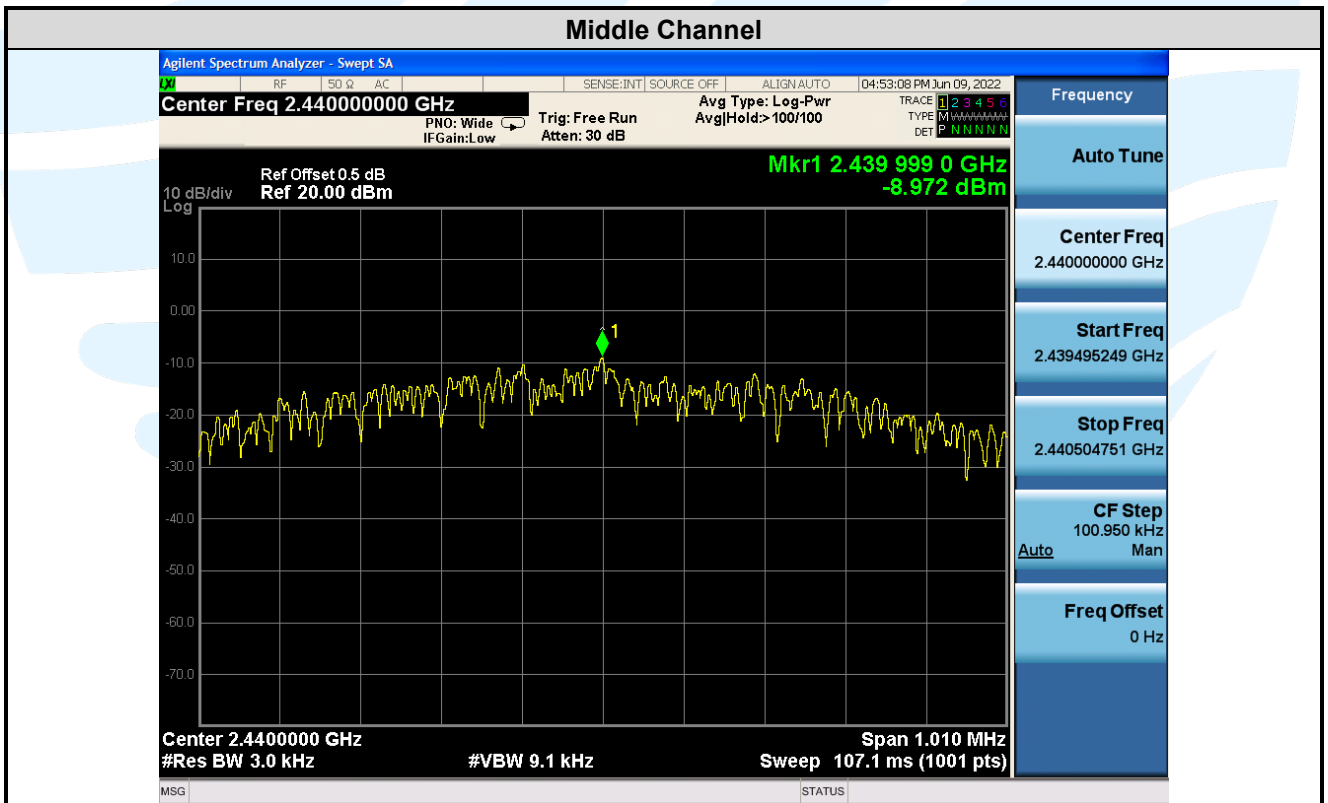 Middle Channel
Agilent Spectrum Analyzer - Swept SA
LXI RF 50 Ω AC SENSE:INT SOURCE OFF ALIGN AUTO 04:53:08 PM Jun 09, 2022
Center Freq 2.440000000 GHz
PNO: Wide
IFGain:Low
Trig: Free Run
Atten: 30 dB
Avg Type: Log-Pwr
Avg|Hold:>100/100
TRACE 1 2 3 4 5 6
TYPE M WWWWW
DET P N N N N N
Mkr1 2.439 999 0 GHz
-8.972 dBm
Ref Offset 0.5 dB
10 dB/div Ref 20.00 dBm
Log
10.0
0.00
-10.0
-20.0
-30.0
-40.0
-50.0
-60.0
-70.0
1
Center 2.4400000 GHz Span 1.010 MHz
#Res BW 3.0 kHz #VBW 9.1 kHz Sweep 107.1 ms (1001 pts)
MSG STATUS
Frequency
Auto Tune
Center Freq
2.440000000 GHz
Start Freq
2.439495249 GHz
Stop Freq
2.440504751 GHz
CF Step
100.950 kHz
Auto Man
Freq Offset
0 Hz